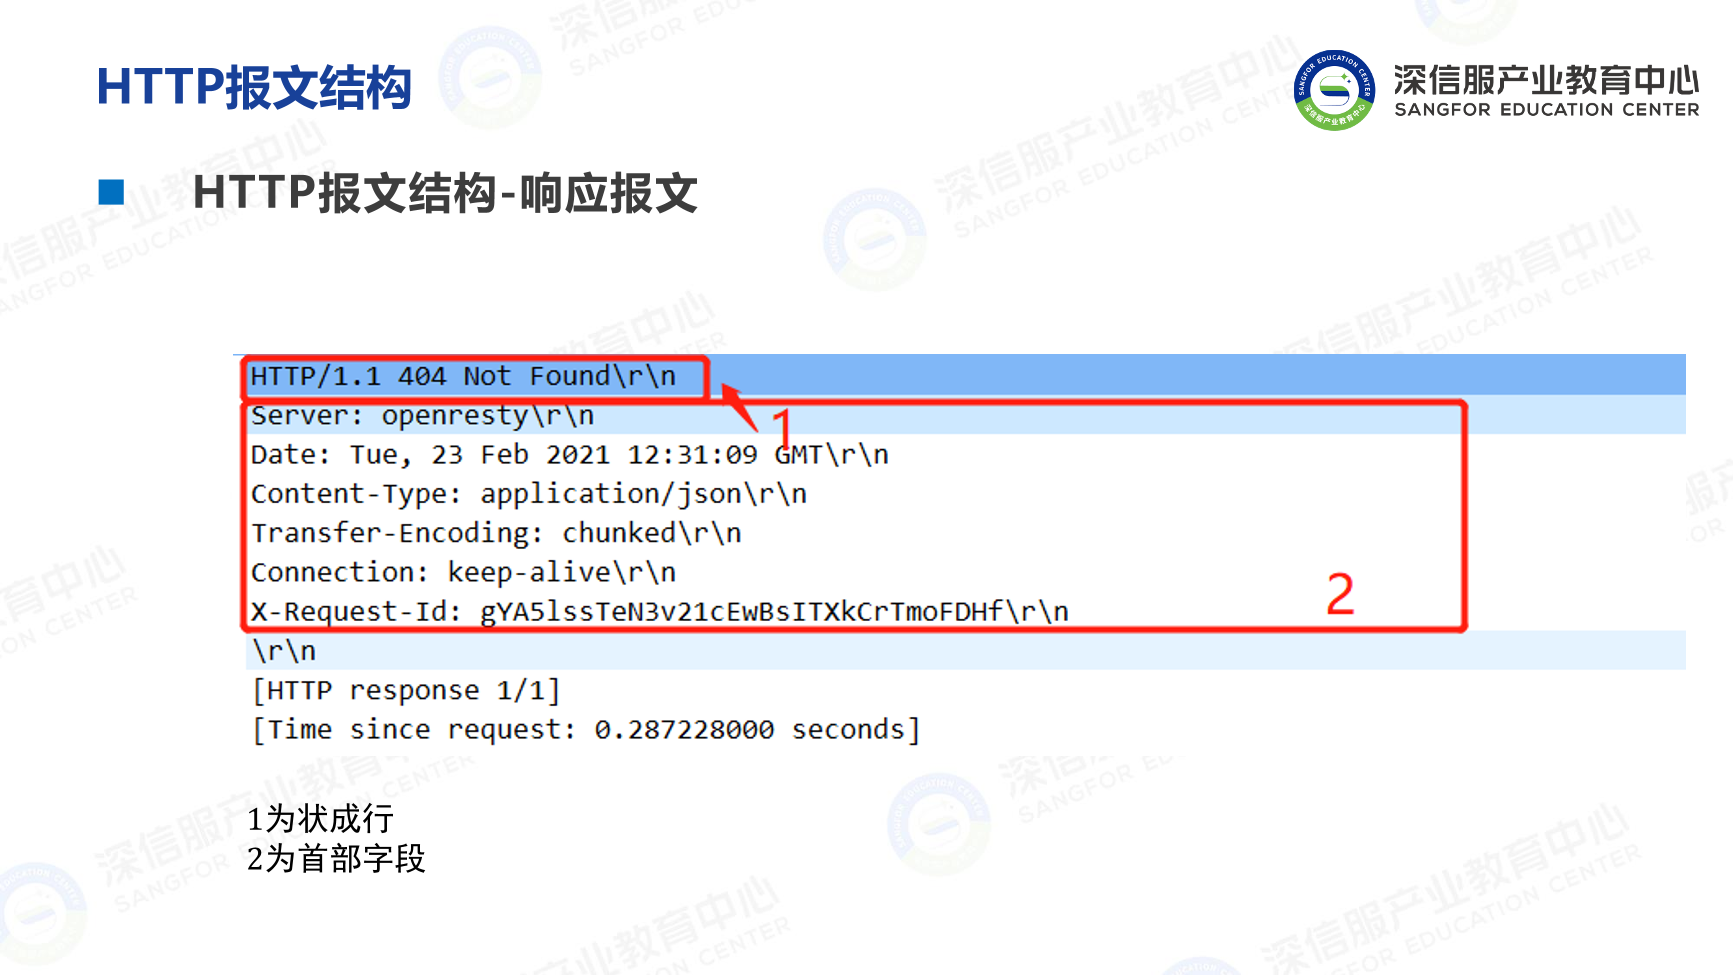 HTTP报文结构
深信服产业教育中心
SANGFOR EDUCATION CENTER
HTTP报文结构-响应报文
HTTP/1.1 404 Not Found\r\n
1
Server: openresty\r\n
Date: Tue, 23 Feb 2021 12:31:09 GMT\r\n
Content-Type: application/json\r\n
Transfer-Encoding: chunked\r\n
Connection: keep-alive\r\n
2
X-Request-Id: gYA5lssTeN3v21cEwBsITXkCrTmoFDHf\r\n
\r\n
[HTTP response 1/1]
[Time since request: 0.287228000 seconds]
1为状成行
2为首部字段